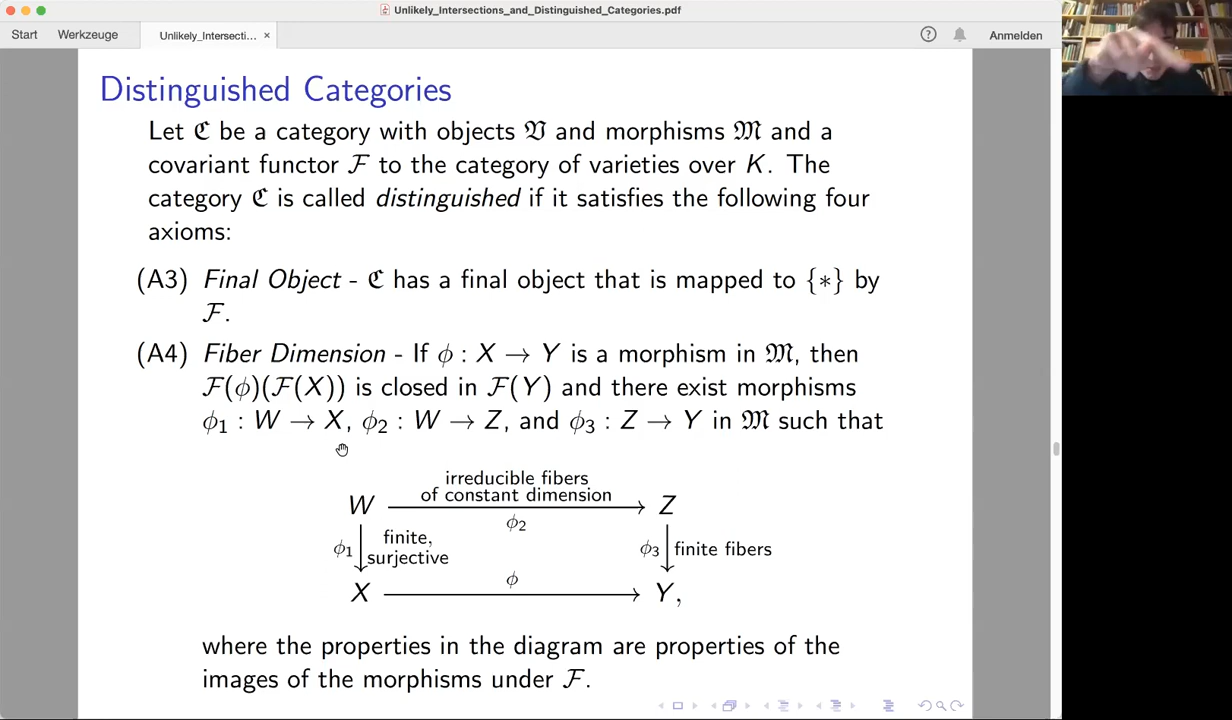 Unlikely_Intersections_and_Distinguished_Categories.pdf
Start Werkzeuge Unlikely_Intersecti... × ? Anmelden
Distinguished Categories
Let ℭ be a category with objects 𝔙 and morphisms 𝔐 and a
covariant functor ℱ to the category of varieties over K. The
category ℭ is called distinguished if it satisfies the following four
axioms:
(A3) Final Object - ℭ has a final object that is mapped to {∗} by
ℱ.
(A4) Fiber Dimension - If ϕ : X → Y is a morphism in 𝔐, then
ℱ(ϕ)(ℱ(X)) is closed in ℱ(Y) and there exist morphisms
ϕ₁ : W → X, ϕ₂ : W → Z, and ϕ₃ : Z → Y in 𝔐 such that
irreducible fibers
of constant dimension
W → Z
ϕ₂
ϕ₁ finite, surjective
ϕ₃ finite fibers
ϕ
X → Y,
where the properties in the diagram are properties of the
images of the morphisms under ℱ.